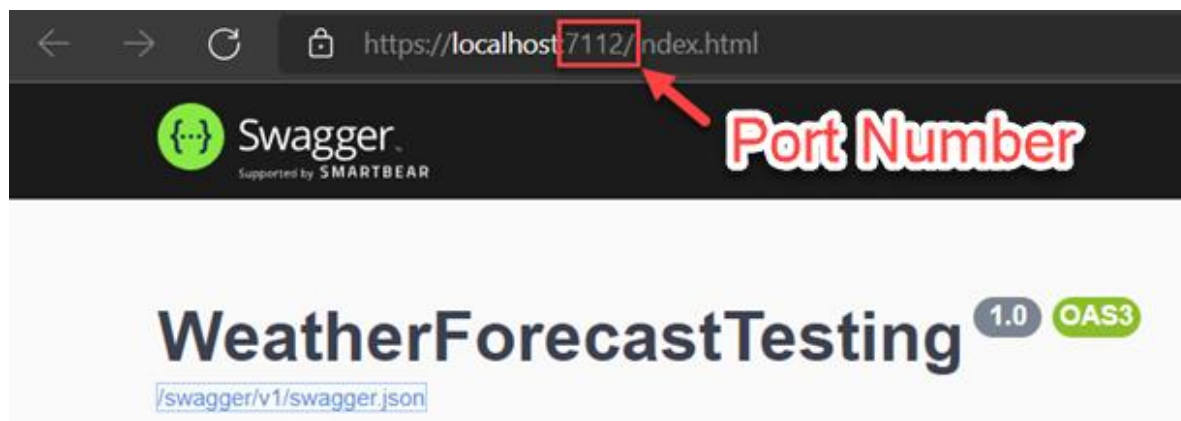 https://localhost:7112/index.html
Port Number
{...} Swagger.
Supported by SMARTBEAR
WeatherForecastTesting 1.0 OAS3
/swagger/v1/swagger.json